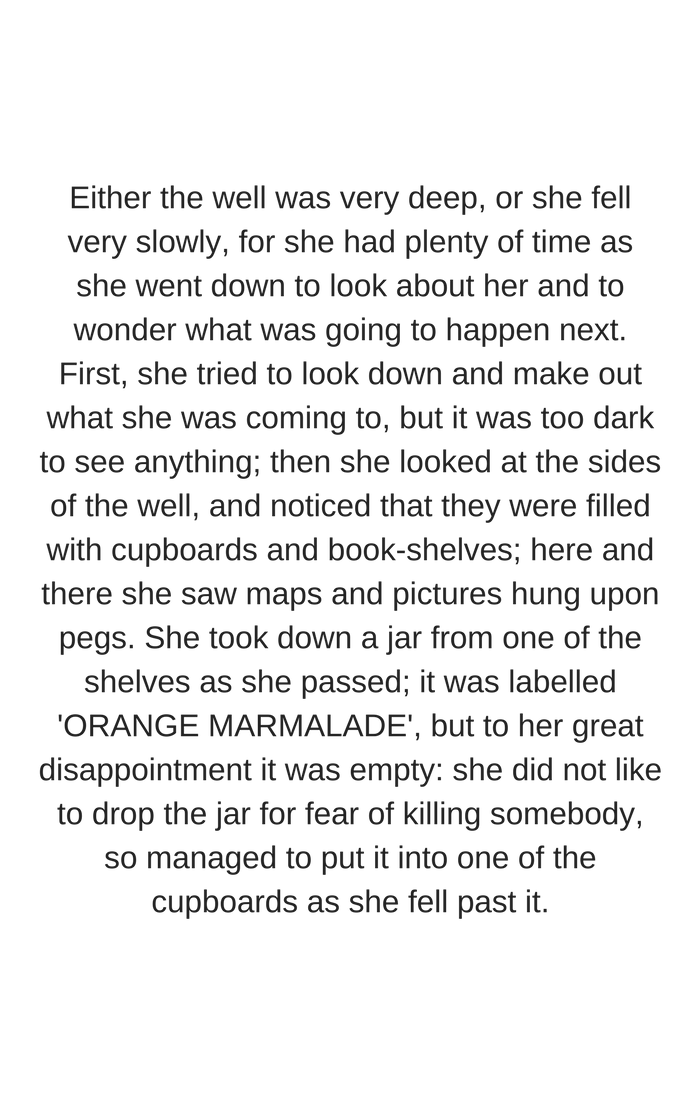 Either the well was very deep, or she fell
very slowly, for she had plenty of time as
she went down to look about her and to
wonder what was going to happen next.
First, she tried to look down and make out
what she was coming to, but it was too dark
to see anything; then she looked at the sides
of the well, and noticed that they were filled
with cupboards and book-shelves; here and
there she saw maps and pictures hung upon
pegs. She took down a jar from one of the
shelves as she passed; it was labelled
'ORANGE MARMALADE', but to her great
disappointment it was empty: she did not like
to drop the jar for fear of killing somebody,
so managed to put it into one of the
cupboards as she fell past it.